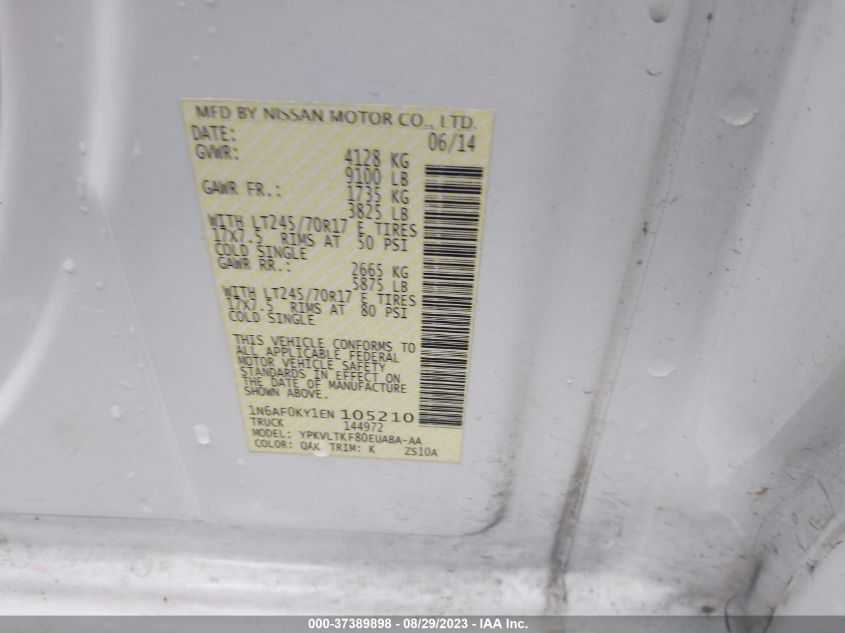 MFD BY NISSAN MOTOR CO., LTD.
DATE: 06/14
GVWR: 4128 KG
9100 LB
GAWR FR.: 1735 KG
3825 LB
WITH LT245/70R17 E TIRES
17X7.5 RIMS AT 50 PSI
COLD SINGLE
GAWR RR.: 2665 KG
5875 LB
WITH LT245/70R17 E TIRES
17X7.5 RIMS AT 80 PSI
COLD SINGLE
THIS VEHICLE CONFORMS TO
ALL APPLICABLE FEDERAL
MOTOR VEHICLE SAFETY
STANDARDS IN EFFECT ON
THE DATE OF MANUFACTURE
SHOWN ABOVE.
1N6AF0KY1EN 105210
TRUCK 144972
MODEL: YPKVLTKF80EUABA-AA
COLOR: QAK TRIM: K ZS10A
000-37389898 - 08/29/2023 - IAA Inc.